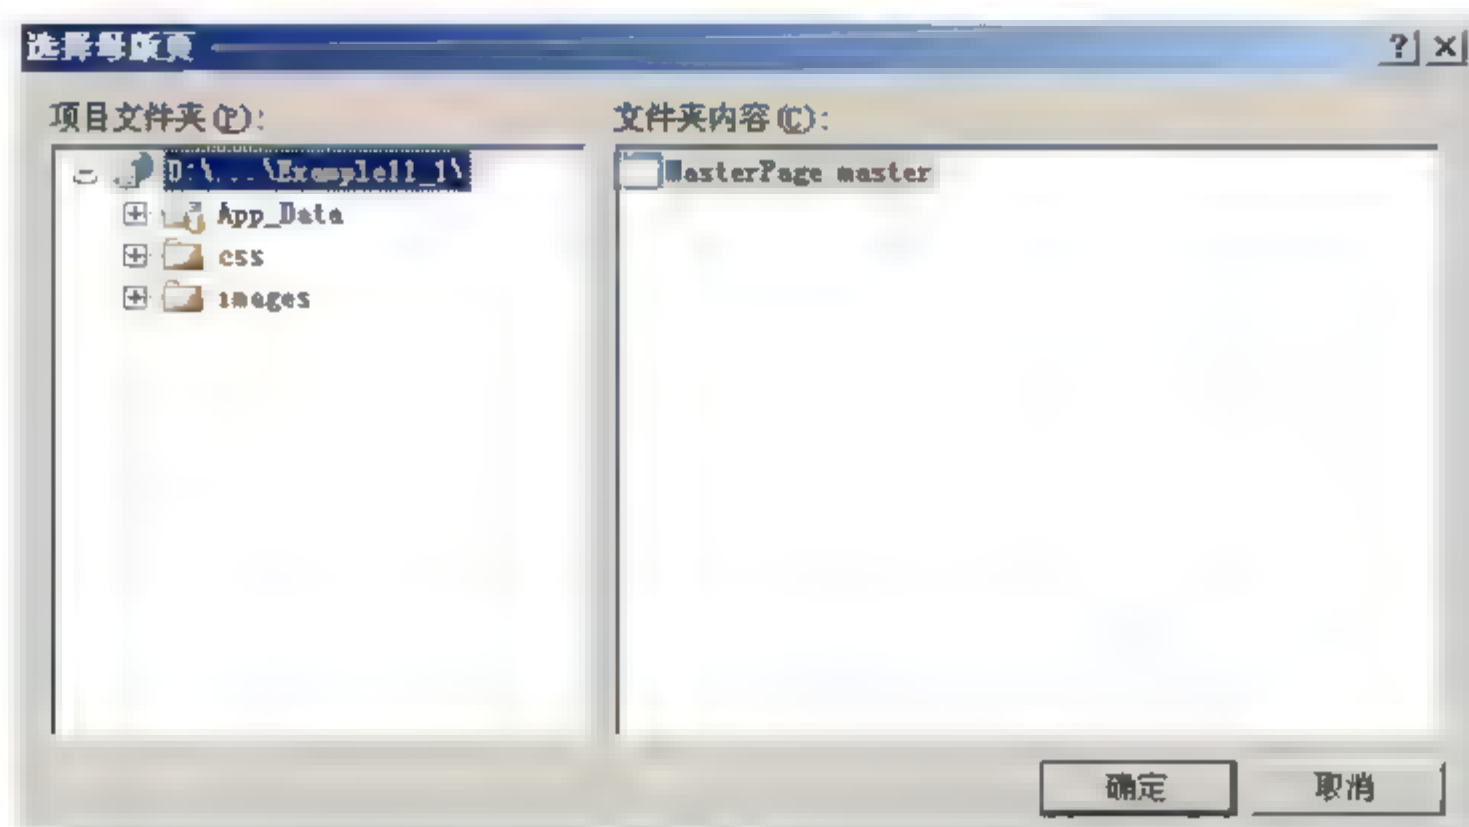 选择母版页
项目文件夹(P):
D:\...\Example11_1\
App_Data
css
images
文件夹内容(C):
MasterPage master
确定
取消